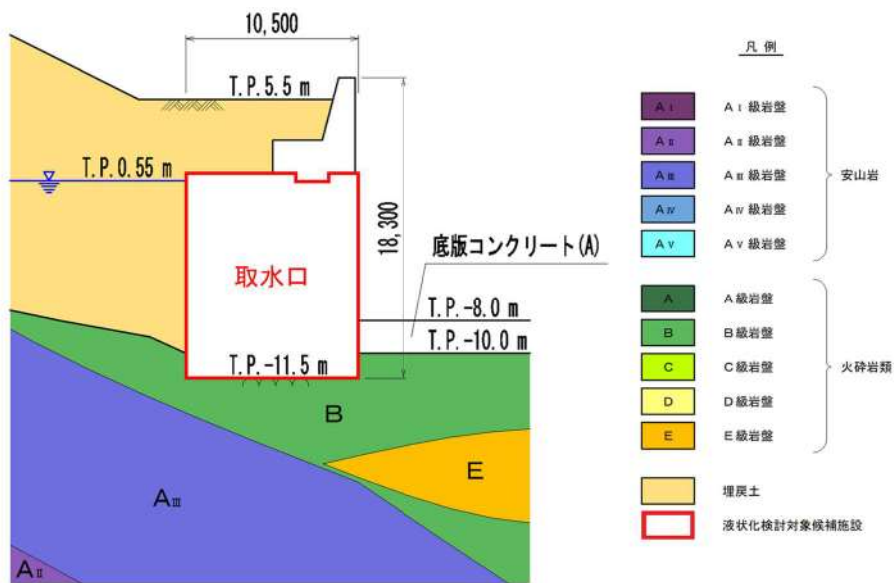 10,500
T.P.5.5 m
T.P.0.55 m
18,300
底版コンクリート(A)
取水口
T.P.-8.0 m
T.P.-10.0 m
T.P.-11.5 m
B
E
AⅢ
AⅡ
凡 例
AⅠ AⅠ級岩盤
AⅡ AⅡ級岩盤
AⅢ AⅢ級岩盤
AⅣ AⅣ級岩盤
AⅤ AⅤ級岩盤
安山岩
A A級岩盤
B B級岩盤
C C級岩盤
D D級岩盤
E E級岩盤
火砕岩類
埋戻土
液状化検討対象候補施設